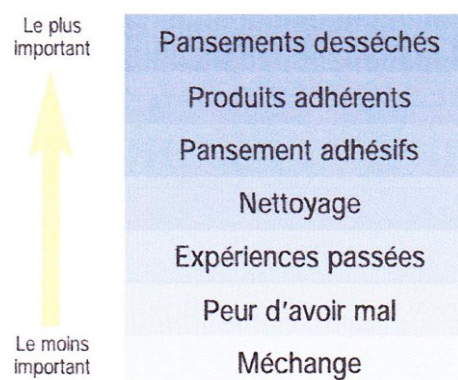 Le plus
important
Pansements desséchés
Produits adhérents
Pansement adhésifs
Nettoyage
Expériences passées
Peur d'avoir mal
Méchange
Le moins
important